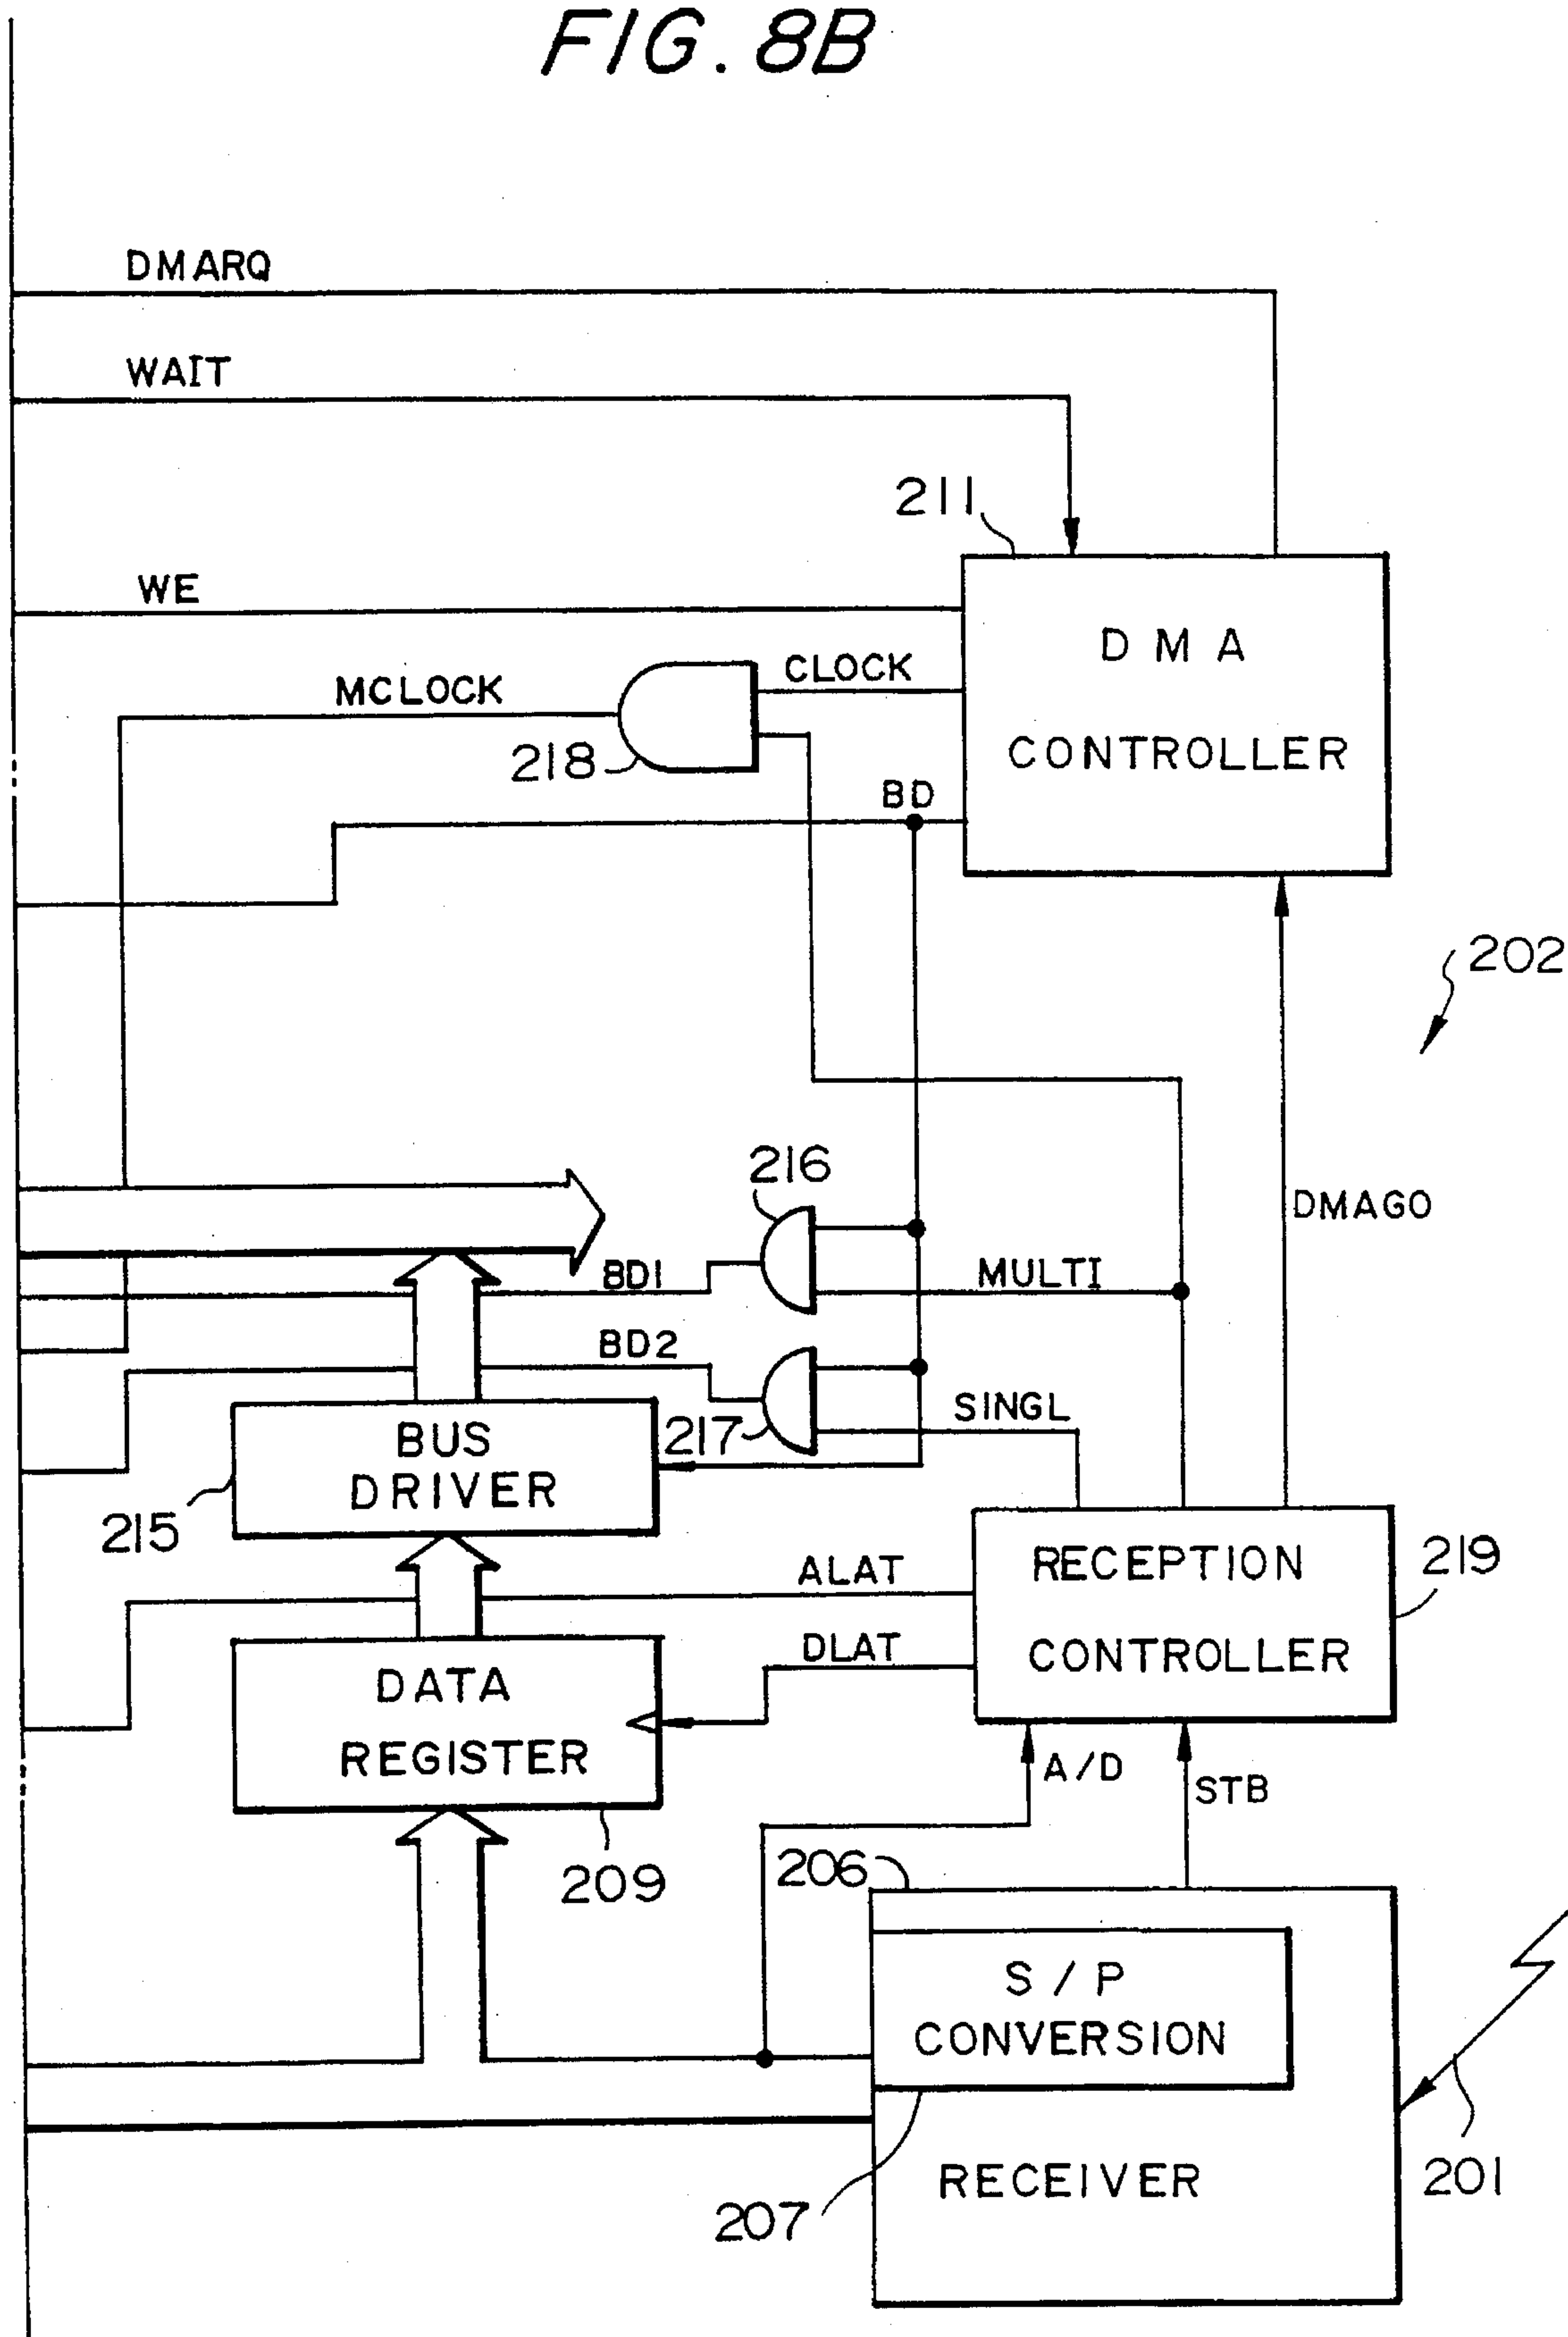 FIG. 8B
DMARQ
WAIT
211
WE
DMA
CONTROLLER
CLOCK
MCLOCK
218
BD
202
216
DMAGO
BD1
MULTI
BD2
SINGL
217
BUS
DRIVER
215
RECEPTION
CONTROLLER
219
ALAT
DLAT
DATA
REGISTER
A/D
STB
209
206
S/P
CONVERSION
201
RECEIVER
207